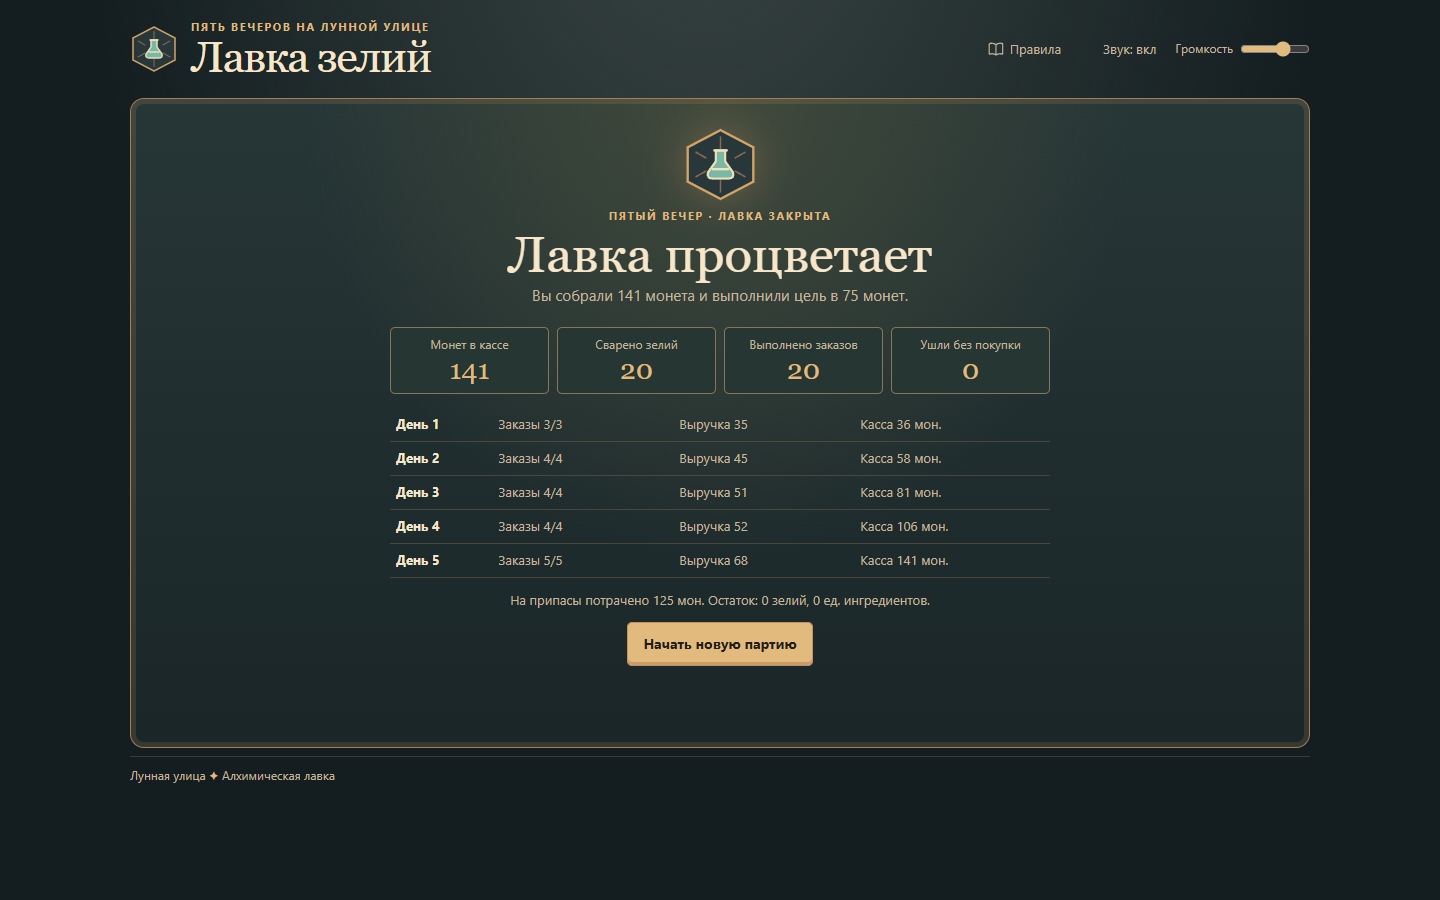 ПЯТЬ ВЕЧЕРОВ НА ЛУННОЙ УЛИЦЕ
Лавка зелий
Правила
Звук: вкл
Громкость
ПЯТЫЙ ВЕЧЕР · ЛАВКА ЗАКРЫТА
Лавка процветает
Вы собрали 141 монета и выполнили цель в 75 монет.
Монет в кассе
141
Сварено зелий
20
Выполнено заказов
20
Ушли без покупки
0
День 1 Заказы 3/3 Выручка 35 Касса 36 мон.
День 2 Заказы 4/4 Выручка 45 Касса 58 мон.
День 3 Заказы 4/4 Выручка 51 Касса 81 мон.
День 4 Заказы 4/4 Выручка 52 Касса 106 мон.
День 5 Заказы 5/5 Выручка 68 Касса 141 мон.
На припасы потрачено 125 мон. Остаток: 0 зелий, 0 ед. ингредиентов.
Начать новую партию
Лунная улица ✦ Алхимическая лавка